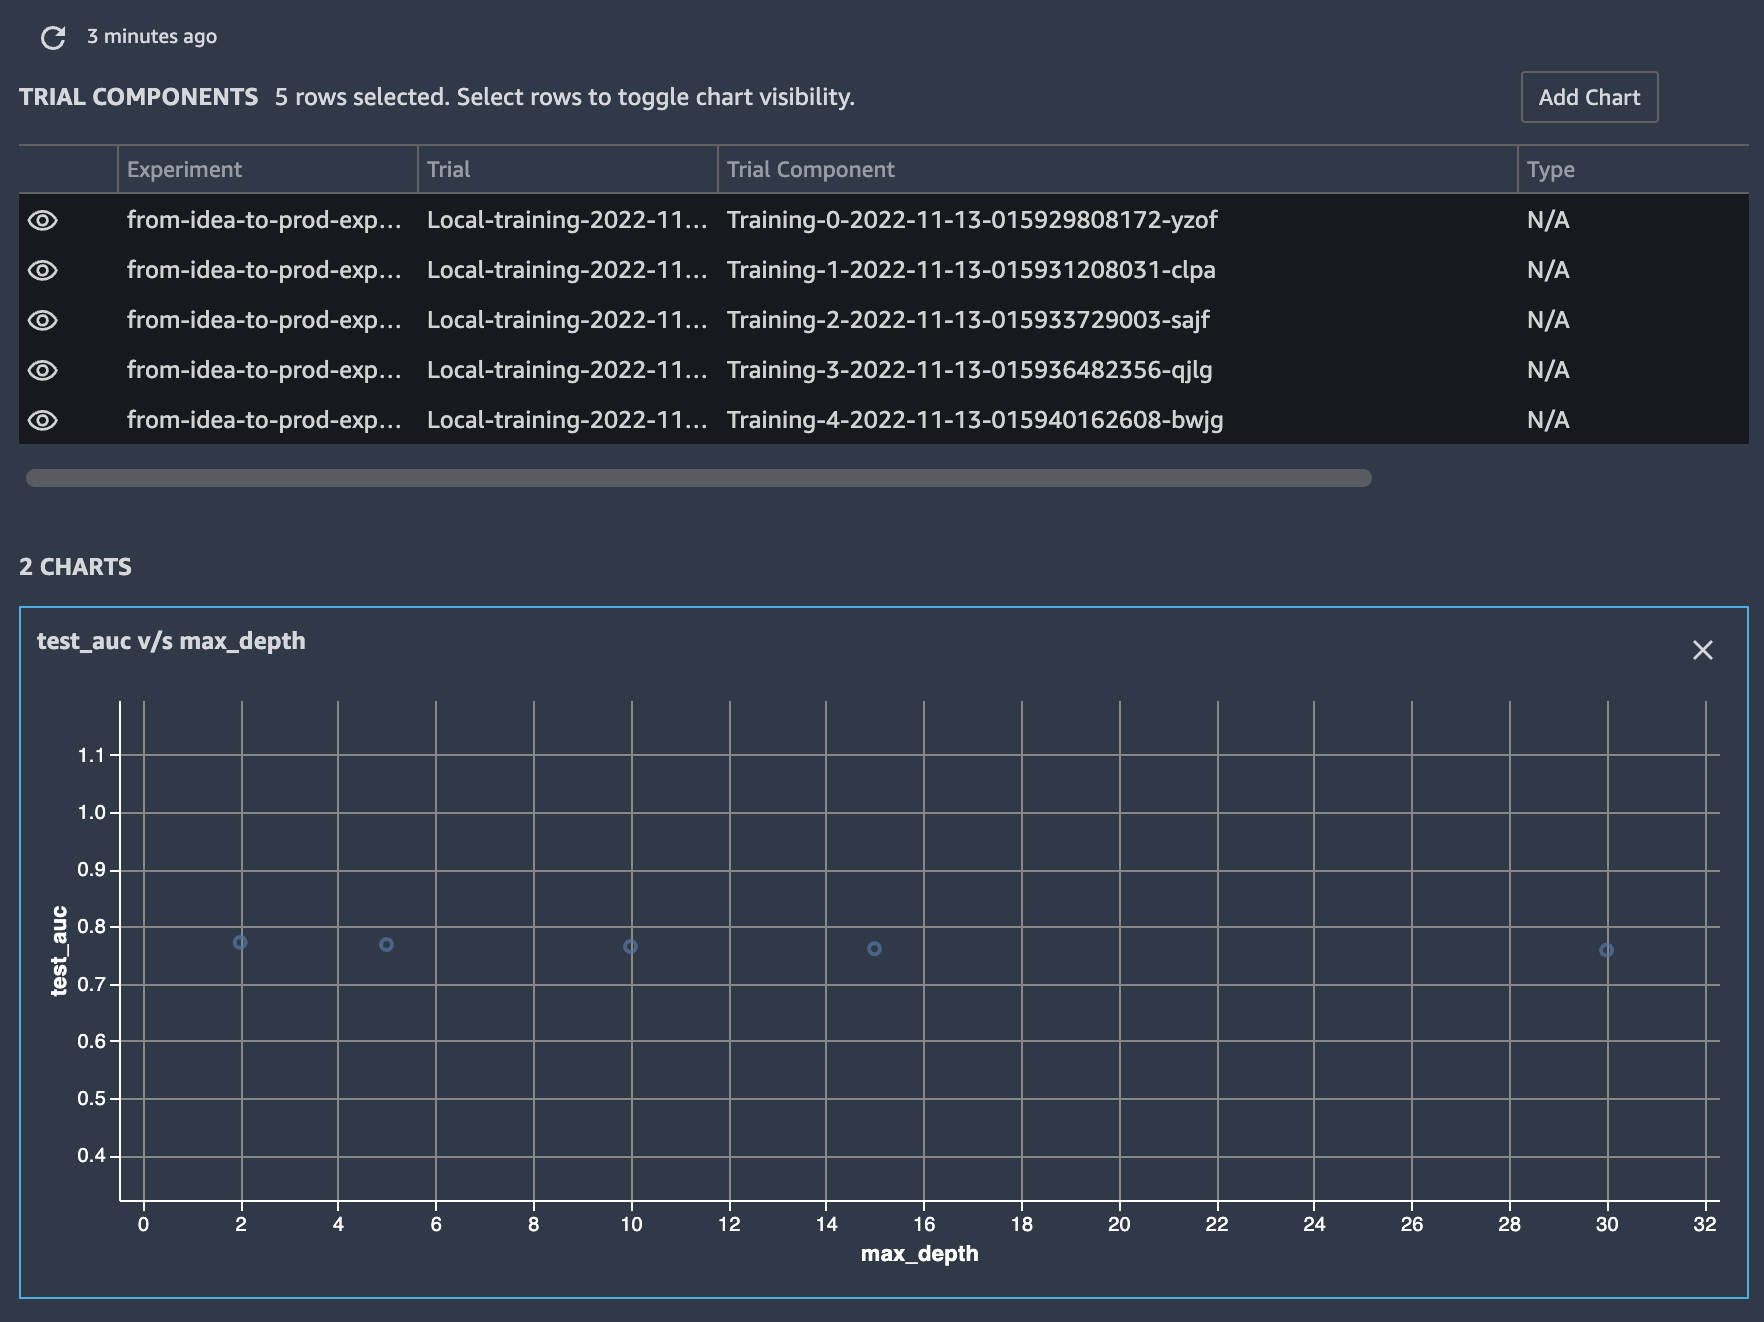 3 minutes ago
TRIAL COMPONENTS 5 rows selected. Select rows to toggle chart visibility. Add Chart
Experiment Trial Trial Component Type
from-idea-to-prod-exp... Local-training-2022-11... Training-0-2022-11-13-015929808172-yzof N/A
from-idea-to-prod-exp... Local-training-2022-11... Training-1-2022-11-13-015931208031-clpa N/A
from-idea-to-prod-exp... Local-training-2022-11... Training-2-2022-11-13-015933729003-sajf N/A
from-idea-to-prod-exp... Local-training-2022-11... Training-3-2022-11-13-015936482356-qjlg N/A
from-idea-to-prod-exp... Local-training-2022-11... Training-4-2022-11-13-015940162608-bwjg N/A
2 CHARTS
test_auc v/s max_depth
1.1
1.0
0.9
0.8
0.7
0.6
0.5
0.4
test_auc
0 2 4 6 8 10 12 14 16 18 20 22 24 26 28 30 32
max_depth